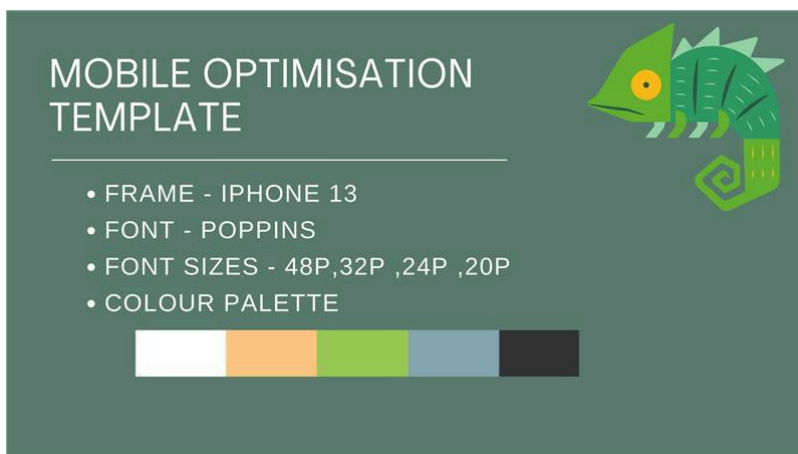 MOBILE OPTIMISATION
TEMPLATE
• FRAME - IPHONE 13
• FONT - POPPINS
• FONT SIZES - 48P,32P ,24P ,20P
• COLOUR PALETTE